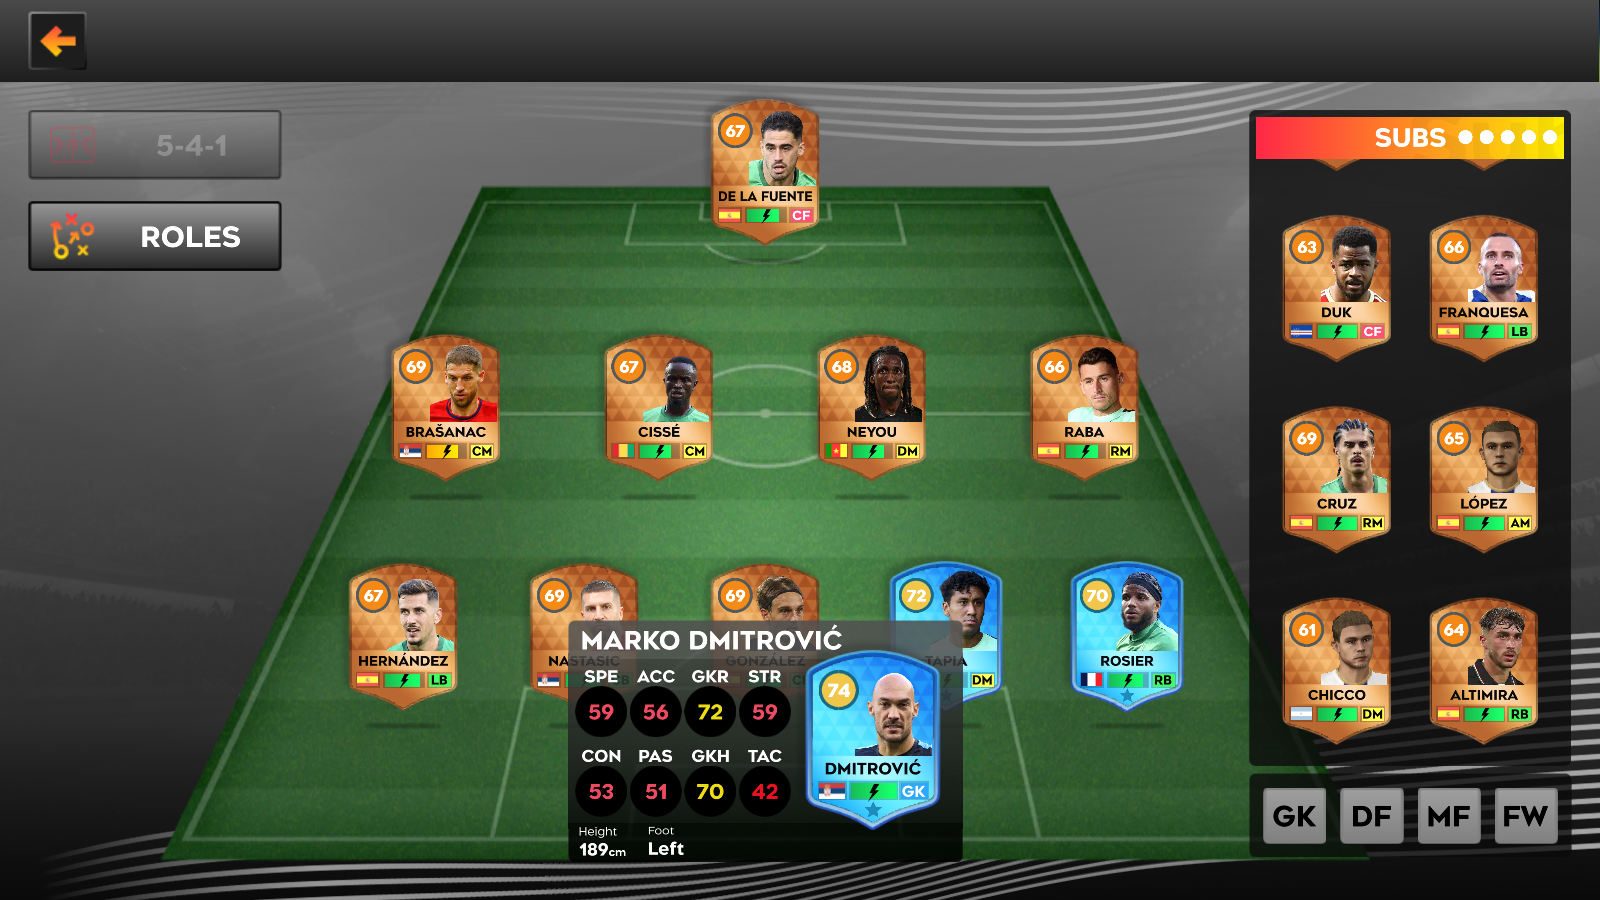 5-4-1
ROLES
67
DE LA FUENTE
CF
69
BRAŠANAC
CM
67
CISSÉ
CM
68
NEYOU
DM
66
RABA
RM
67
HERNÁNDEZ
LB
69
NASTASIC
69
GONZÁLEZ
72
TAPIA
DM
70
ROSIER
RB
MARKO DMITROVIĆ
SPE ACC GKR STR
59 56 72 59
CON PAS GKH TAC
53 51 70 42
Height Foot
189cm Left
74
DMITROVIĆ
GK
SUBS
63
DUK
CF
66
FRANQUESA
LB
69
CRUZ
RM
65
LÓPEZ
AM
61
CHICCO
DM
64
ALTIMIRA
RB
GK DF MF FW